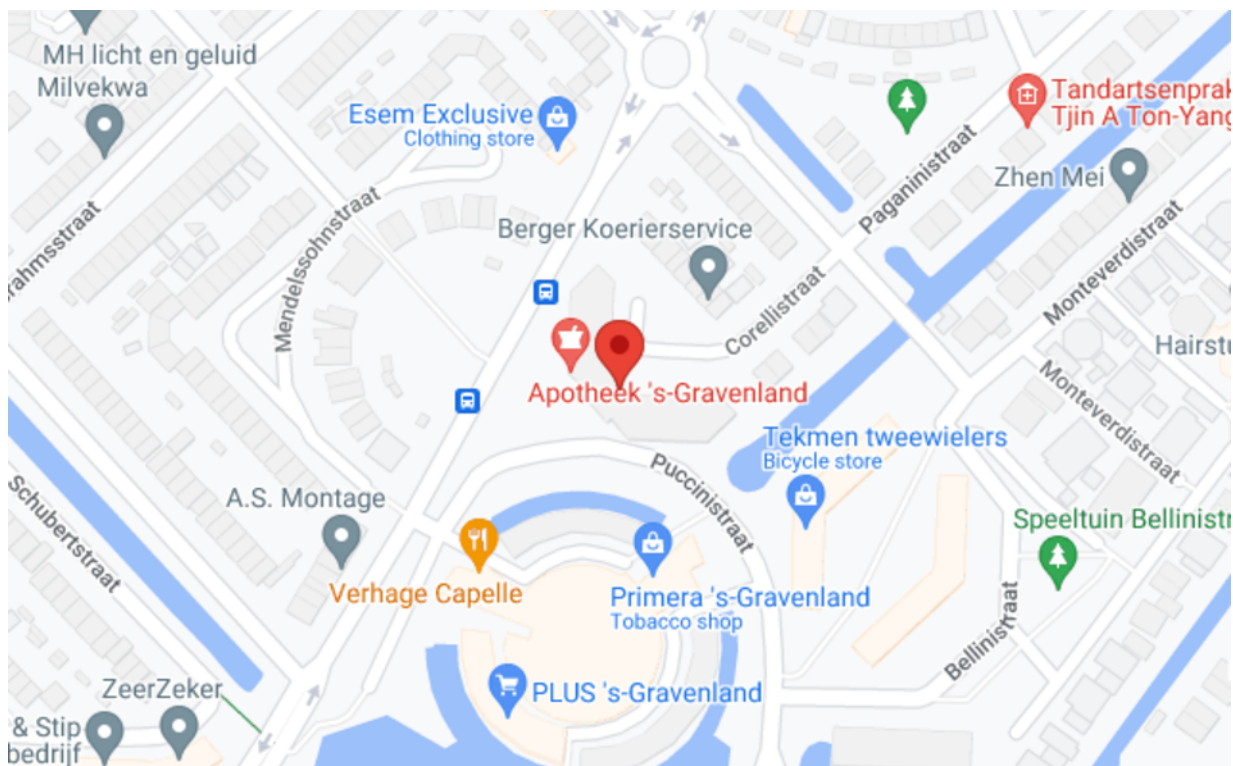 MH licht en geluid
Milvekwa
Esem Exclusive
Clothing store
Tandartsenprak
Tjin A Ton-Yang
Zhen Mei
Paganinistraat
Mendelssohnstraat
rahmsstraat
Berger Koerierservice
Monteverdistraat
Corellistraat
Hairstu
Apotheek 's-Gravenland
Monteverdistraat
Tekmen tweewielers
Bicycle store
Puccinistraat
Schubertstraat
A.S. Montage
Speeltuin Bellinistr
Verhage Capelle
Primera 's-Gravenland
Tobacco shop
Bellinistraat
ZeerZeker
PLUS 's-Gravenland
& Stip
bedrijf